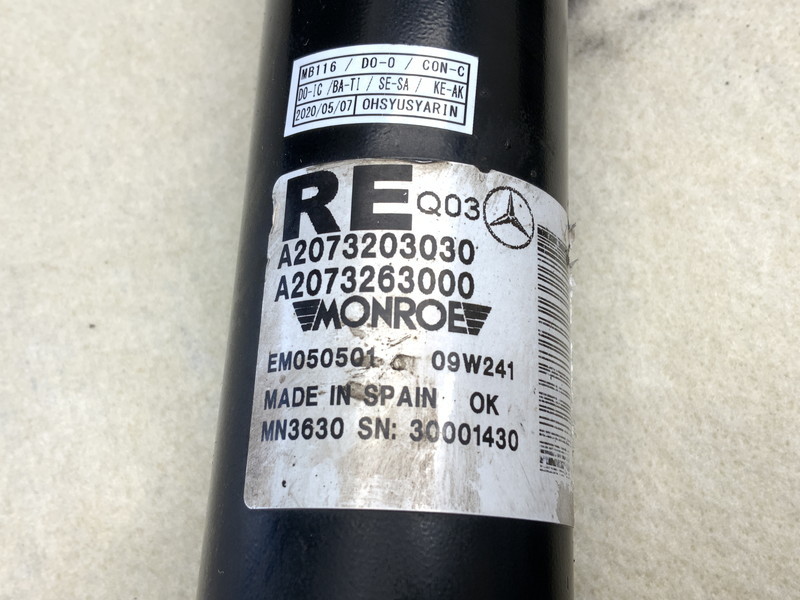 MB116 / DO-O / CON-C
DO-IC /BA-TI / SE-SA / KE-AK
2020/05/07 OHSYUSYARIN
RE Q03
A2073203030
A2073263000
MONROE
EM050501 09W241
MADE IN SPAIN OK
MN3630 SN: 30001430